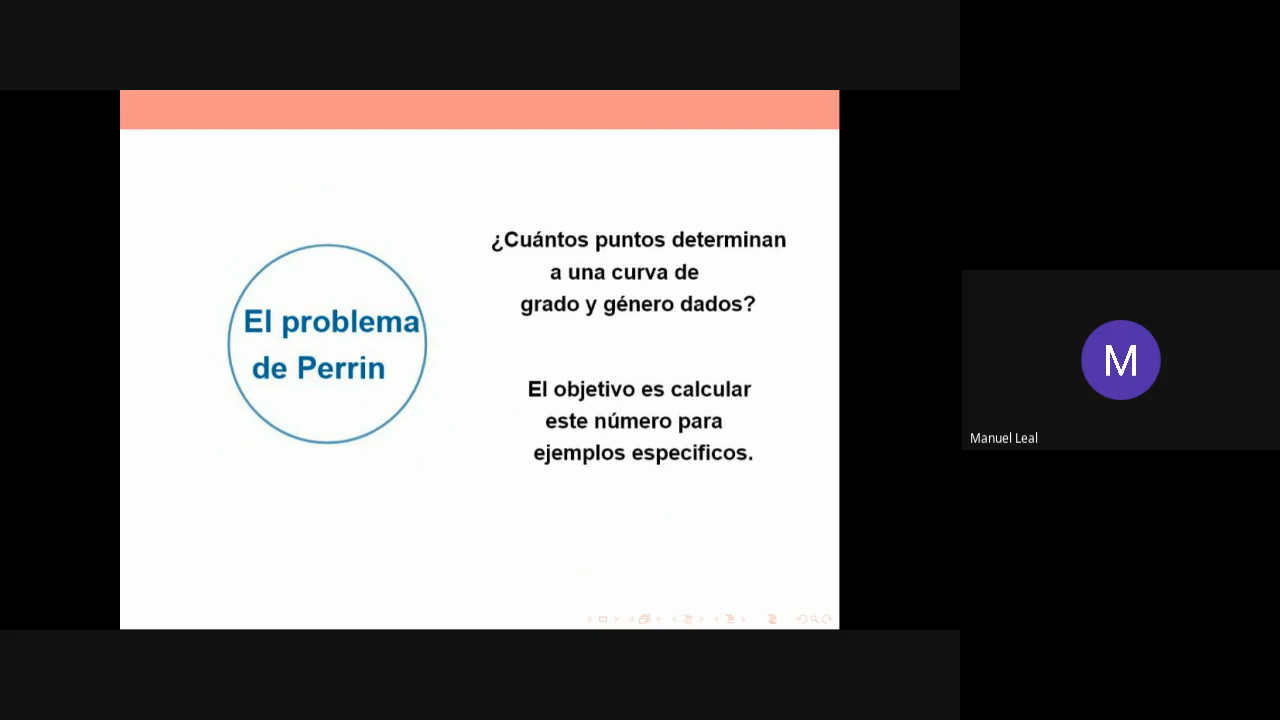 El problema
de Perrin
¿Cuántos puntos determinan
a una curva de
grado y género dados?
El objetivo es calcular
este número para
ejemplos especificos.
M
Manuel Leal